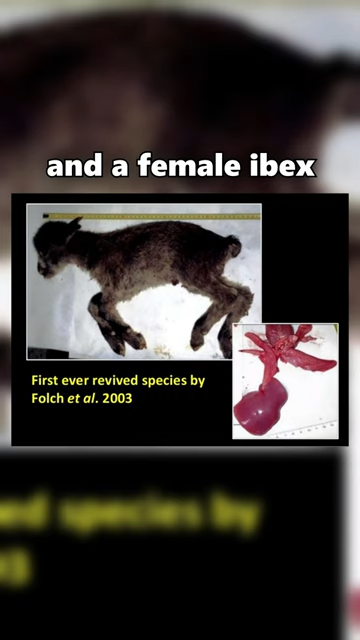 and a female ibex
First ever revived species by
Folch et al. 2003